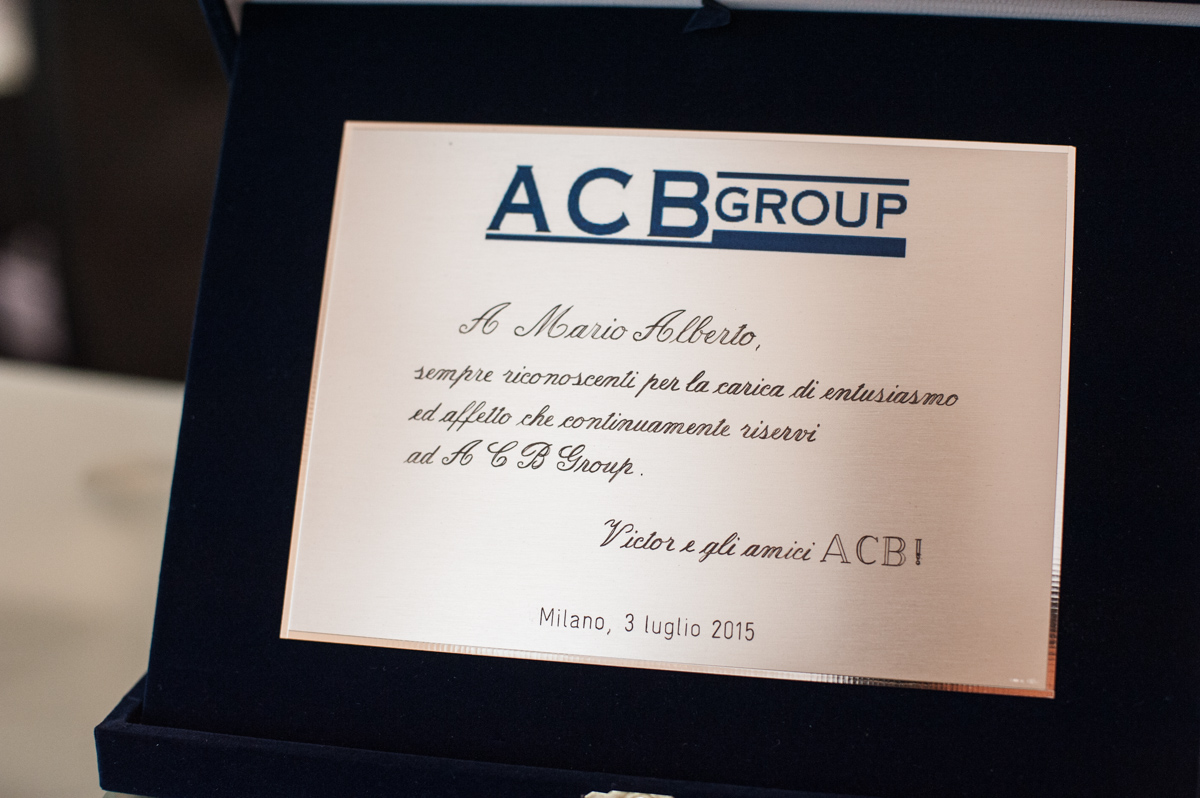 ACB GROUP
A Mario Alberto,
sempre riconoscenti per la carica di entusiasmo
ed affetto che continuamente riservi
ad A C B Group.
Victor e gli amici ACB!
Milano, 3 luglio 2015